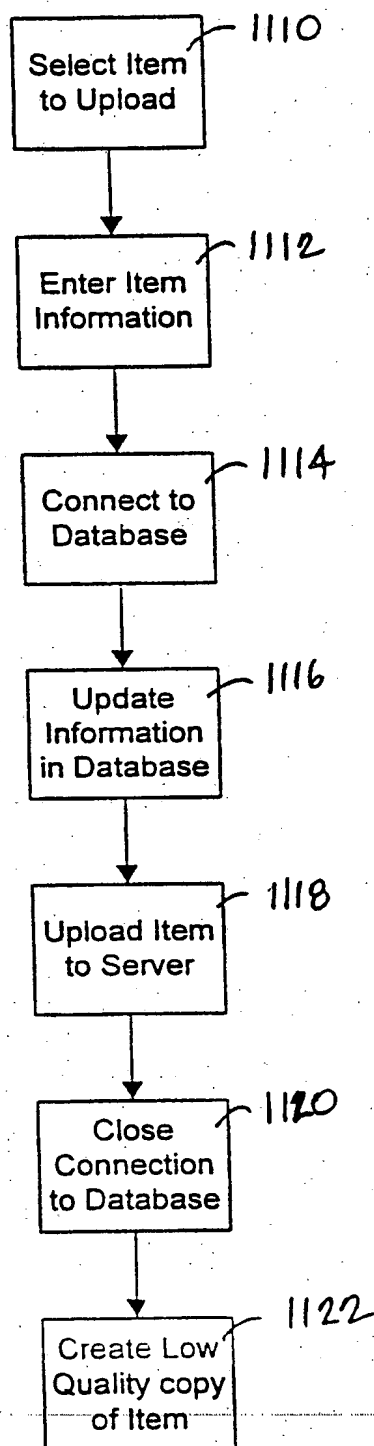 1110
Select Item
to Upload
1112
Enter Item
Information
1114
Connect to
Database
1116
Update
Information
in Database
1118
Upload Item
to Server
1120
Close
Connection
to Database
1122
Create Low
Quality copy
of Item